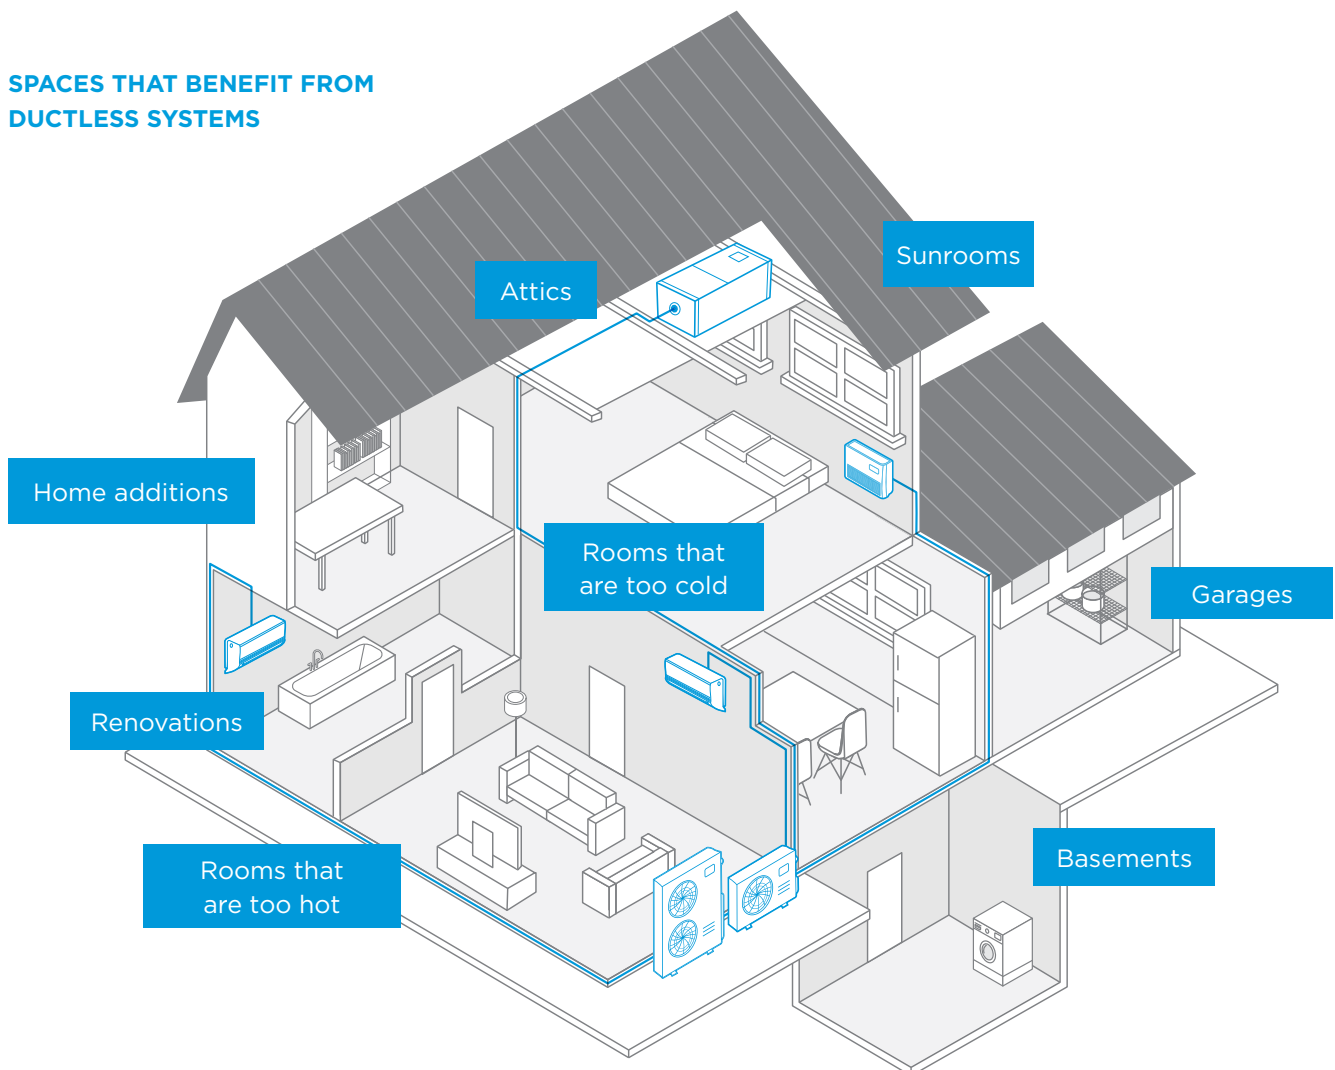 SPACES THAT BENEFIT FROM
DUCTLESS SYSTEMS
Sunrooms
Attics
Home additions
Rooms that
are too cold
Garages
Renovations
Rooms that
are too hot
Basements